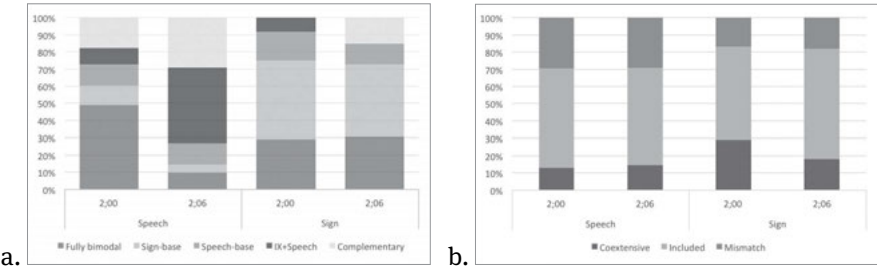 100%
90%
80%
70%
60%
50%
40%
30%
20%
10%
0%
2;00 2;06 2;00 2;06
Speech Sign
Fully bimodal Sign-base Speech-base IX+Speech Complementary
a.
100%
90%
80%
70%
60%
50%
40%
30%
20%
10%
0%
2;00 2;06 2;00 2;06
Speech Sign
Coextensive Included Mismatch
b.